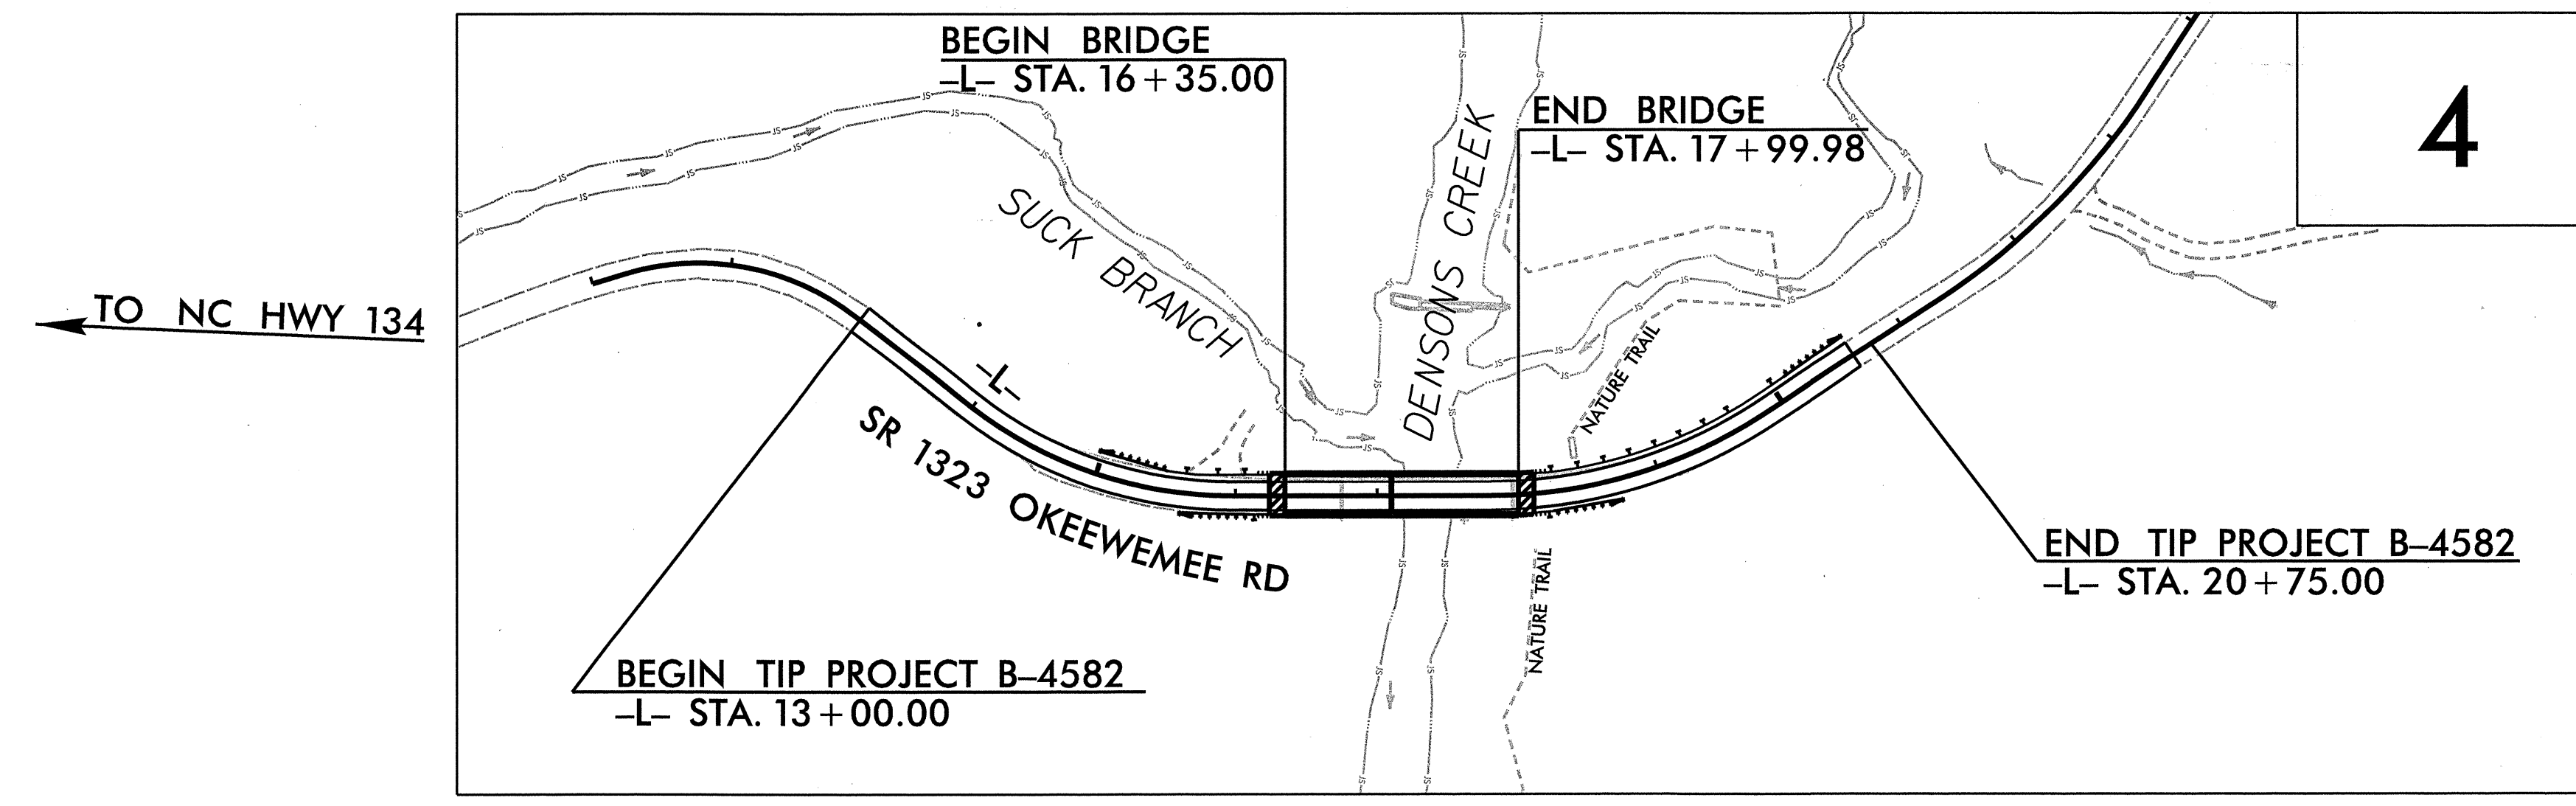 BEGIN BRIDGE
-L- STA. 16+35.00
END BRIDGE
-L- STA. 17+99.98
4
SUCK BRANCH
DENSONS CREEK
TO NC HWY 134
-L-
NATURE TRAIL
SR 1323 OKEEWEMEE RD
NATURE TRAIL
END TIP PROJECT B-4582
-L- STA. 20+75.00
BEGIN TIP PROJECT B-4582
-L- STA. 13+00.00